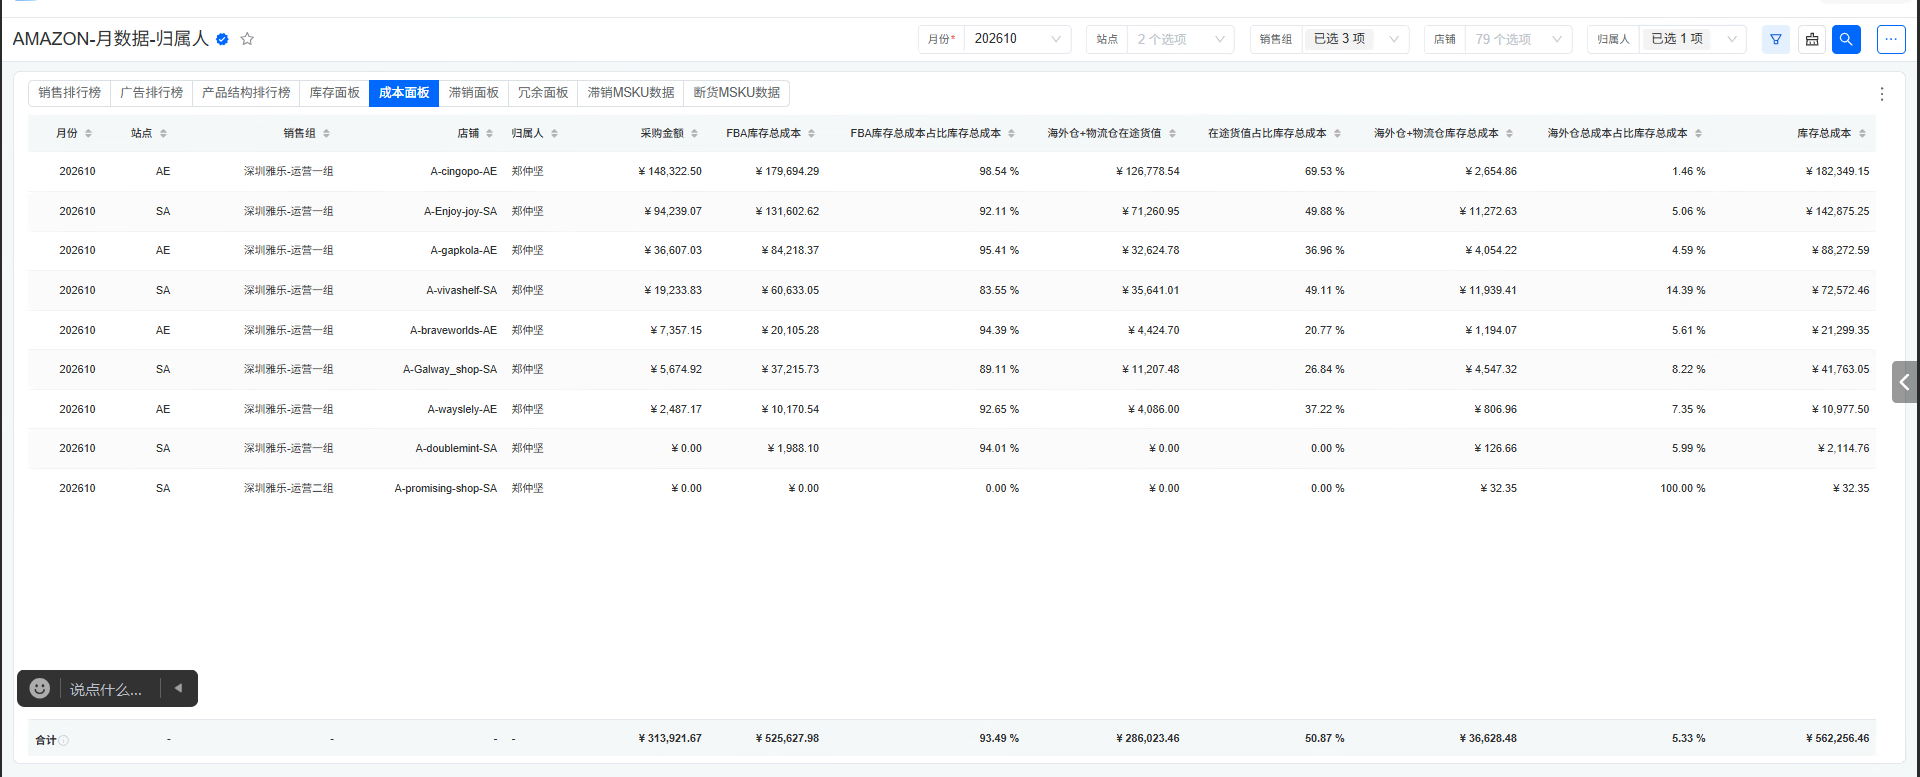 AMAZON-月数据-归属人
月份* 202610 站点 2 个选项 销售组 已选 3 项 店铺 79 个选项 归属人 已选 1 项
销售排行榜 广告排行榜 产品结构排行榜 库存面板 成本面板 滞销面板 冗余面板 滞销MSKU数据 断货MSKU数据
月份 站点 销售组 店铺 归属人 采购金额 FBA库存总成本 FBA库存总成本占比库存总成本 海外仓+物流仓在途货值 在途货值占比库存总成本 海外仓+物流仓库存总成本 海外仓总成本占比库存总成本 库存总成本
202610 AE 深圳雅乐-运营一组 A-cingopo-AE 郑仲坚 ¥ 148,322.50 ¥ 179,694.29 98.54 % ¥ 126,778.54 69.53 % ¥ 2,654.86 1.46 % ¥ 182,349.15
202610 SA 深圳雅乐-运营一组 A-Enjoy-joy-SA 郑仲坚 ¥ 94,239.07 ¥ 131,602.62 92.11 % ¥ 71,260.95 49.88 % ¥ 11,272.63 5.06 % ¥ 142,875.25
202610 AE 深圳雅乐-运营一组 A-gapkola-AE 郑仲坚 ¥ 36,607.03 ¥ 84,218.37 95.41 % ¥ 32,624.78 36.96 % ¥ 4,054.22 4.59 % ¥ 88,272.59
202610 SA 深圳雅乐-运营一组 A-vivashelf-SA 郑仲坚 ¥ 19,233.83 ¥ 60,633.05 83.55 % ¥ 35,641.01 49.11 % ¥ 11,939.41 14.39 % ¥ 72,572.46
202610 AE 深圳雅乐-运营一组 A-braveworlds-AE 郑仲坚 ¥ 7,357.15 ¥ 20,105.28 94.39 % ¥ 4,424.70 20.77 % ¥ 1,194.07 5.61 % ¥ 21,299.35
202610 SA 深圳雅乐-运营一组 A-Galway_shop-SA 郑仲坚 ¥ 5,674.92 ¥ 37,215.73 89.11 % ¥ 11,207.48 26.84 % ¥ 4,547.32 8.22 % ¥ 41,763.05
202610 AE 深圳雅乐-运营一组 A-wayslely-AE 郑仲坚 ¥ 2,487.17 ¥ 10,170.54 92.65 % ¥ 4,086.00 37.22 % ¥ 806.96 7.35 % ¥ 10,977.50
202610 SA 深圳雅乐-运营一组 A-doublemint-SA 郑仲坚 ¥ 0.00 ¥ 1,988.10 94.01 % ¥ 0.00 0.00 % ¥ 126.66 5.99 % ¥ 2,114.76
202610 SA 深圳雅乐-运营二组 A-promising-shop-SA 郑仲坚 ¥ 0.00 ¥ 0.00 0.00 % ¥ 0.00 0.00 % ¥ 32.35 100.00 % ¥ 32.35
说点什么...
合计 - - - - ¥ 313,921.67 ¥ 525,627.98 93.49 % ¥ 286,023.46 50.87 % ¥ 36,628.48 5.33 % ¥ 562,256.46